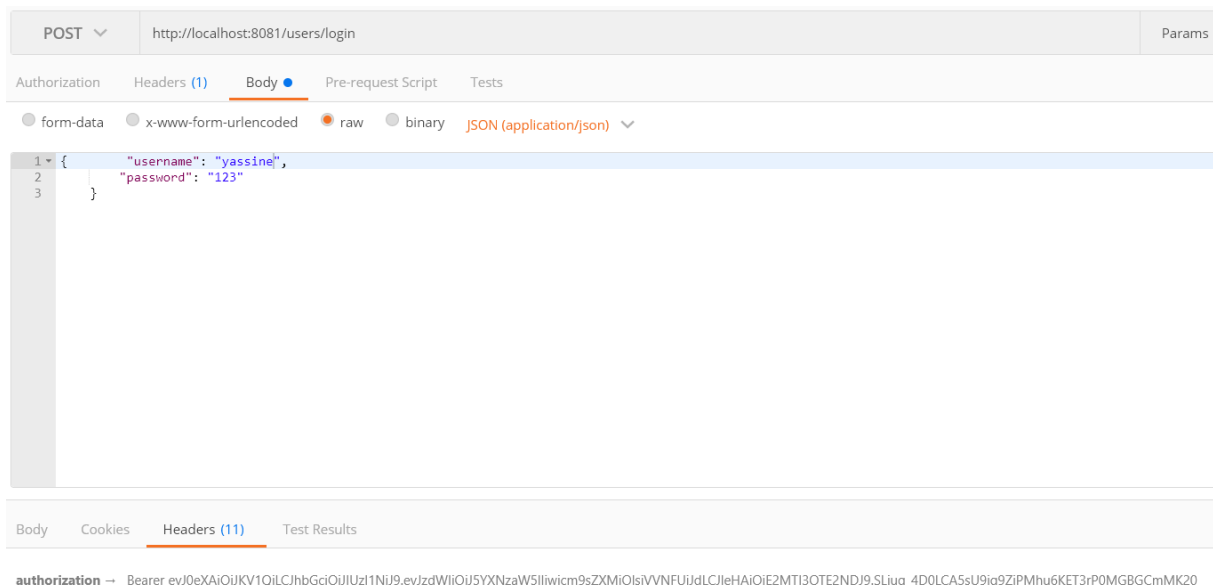 POST http://localhost:8081/users/login Params
Authorization Headers (1) Body Pre-request Script Tests
form-data x-www-form-urlencoded raw binary JSON (application/json)
1 { "username": "yassine",
2 "password": "123"
3 }
Body Cookies Headers (11) Test Results
authorization → Bearer